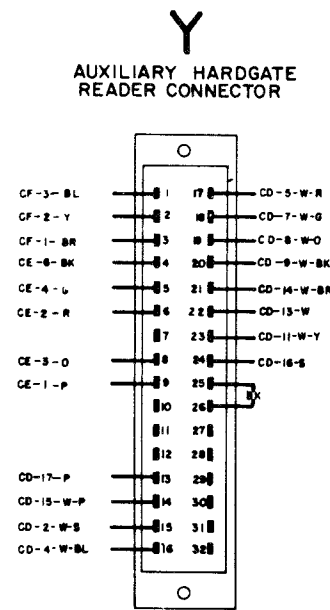 Y
AUXILIARY HARDGATE
READER CONNECTOR
CF-3-BL 1 17 CD-5-W-R
CF-2-Y 2 18 CD-7-W-G
CF-1-BR 3 19 CD-8-W-O
CE-6-BK 4 20 CD-9-W-BK
CE-4-G 5 21 CD-14-W-BR
CE-2-R 6 22 CD-13-W
7 23 CD-11-W-Y
CE-3-O 8 24 CD-16-S
CE-1-P 9 25
BK
10 26
11 27
12 28
CD-17-P 13 29
CD-15-W-P 14 30
CD-2-W-S 15 31
CD-4-W-BL 16 32